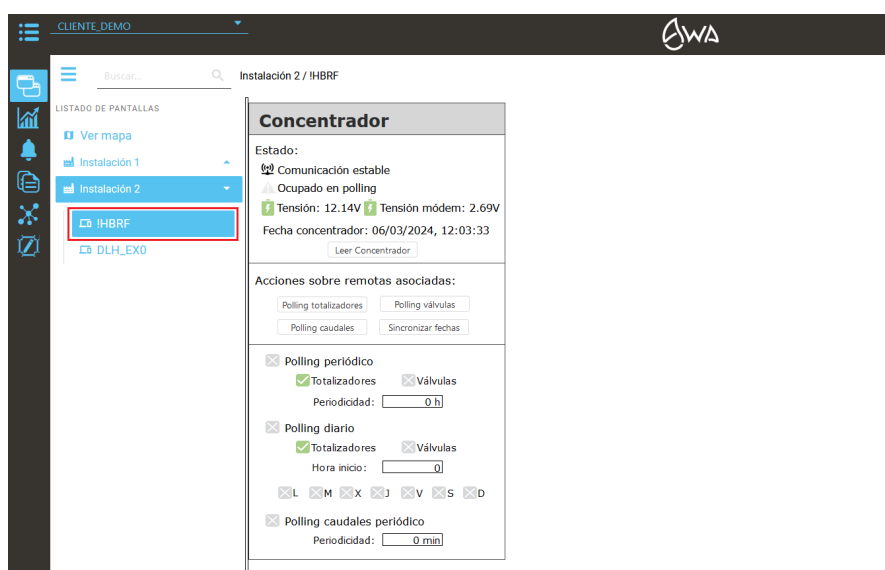 CLIENTE_DEMO
AWA
Buscar...
Instalación 2 / !HBRF
LISTADO DE PANTALLAS
Ver mapa
Instalación 1
Instalación 2
!HBRF
DLH_EX0
Concentrador
Estado:
Comunicación estable
Ocupado en polling
Tensión: 12.14V Tensión módem: 2.69V
Fecha concentrador: 06/03/2024, 12:03:33
Leer Concentrador
Acciones sobre remotas asociadas:
Polling totalizadores Polling válvulas
Polling caudales Sincronizar fechas
Polling periódico
Totalizadores Válvulas
Periodicidad: 0 h
Polling diario
Totalizadores Válvulas
Hora inicio: 0
L M X J V S D
Polling caudales periódico
Periodicidad: 0 min